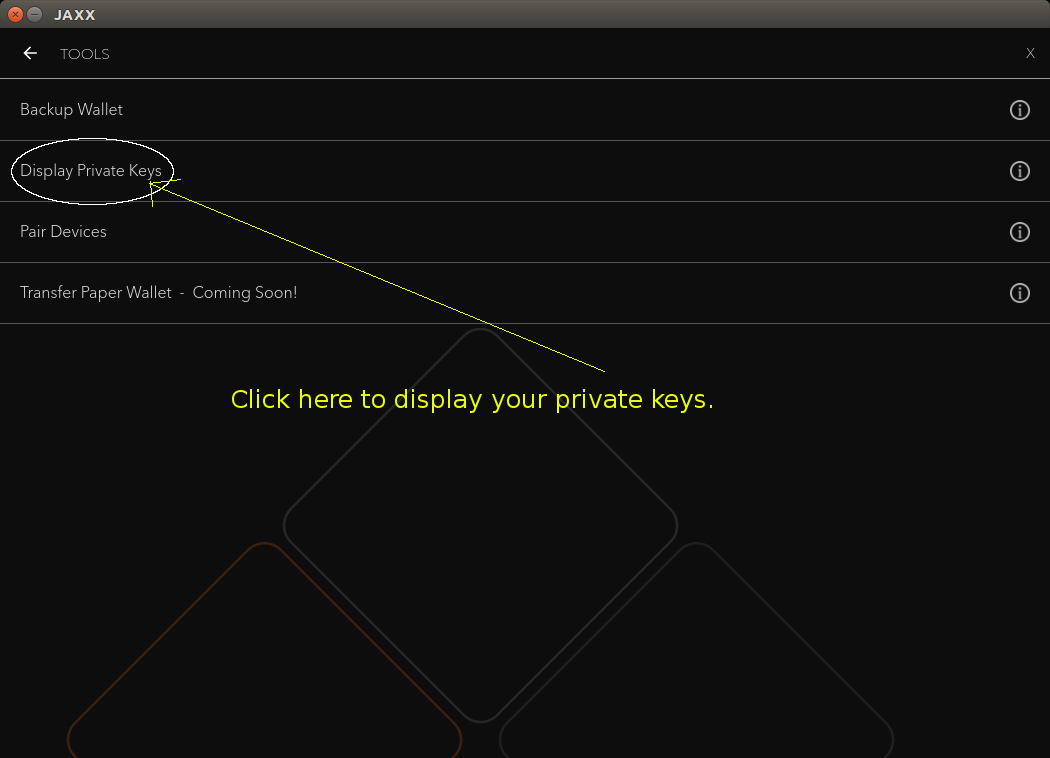 JAXX
TOOLS X
Backup Wallet
Display Private Keys
Pair Devices
Transfer Paper Wallet - Coming Soon!
Click here to display your private keys.